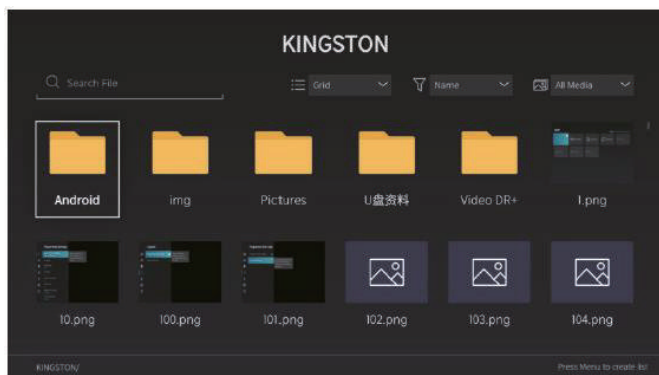 KINGSTON
Search File
Grid
Name
All Media
Android
img
Pictures
U盘资料
Video DR+
1.png
10.png
100.png
101.png
102.png
103.png
104.png
KINGSTON/
Press Menu to create list